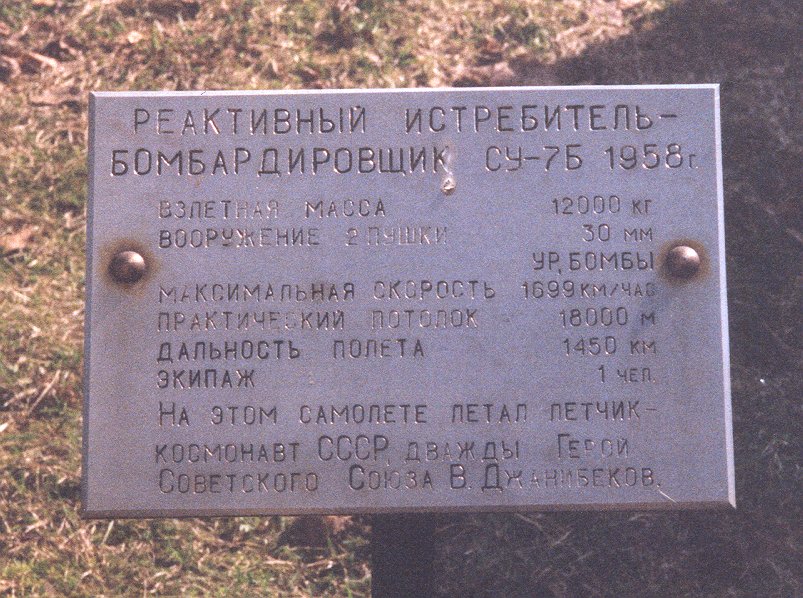 РЕАКТИВНЫЙ ИСТРЕБИТЕЛЬ-
БОМБАРДИРОВЩИК СУ-7Б 1958г.
ВЗЛЕТНАЯ МАССА 12000 КГ
ВООРУЖЕНИЕ 2 ПУШКИ 30 ММ
УР, БОМБЫ
МАКСИМАЛЬНАЯ СКОРОСТЬ 1699 КМ/ЧАС
ПРАКТИЧЕСКИЙ ПОТОЛОК 18000 М
ДАЛЬНОСТЬ ПОЛЕТА 1450 КМ
ЭКИПАЖ 1 ЧЕЛ.
НА ЭТОМ САМОЛЕТЕ ЛЕТАЛ ЛЕТЧИК-
КОСМОНАВТ СССР, ДВАЖДЫ ГЕРОЙ
СОВЕТСКОГО СОЮЗА В. ДЖАНИБЕКОВ.